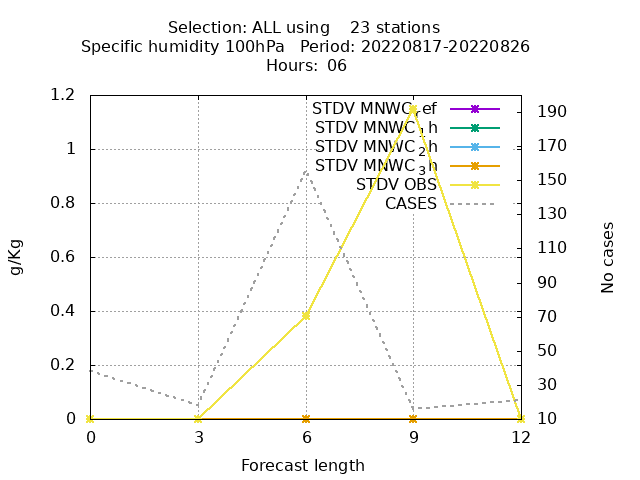 Selection: ALL using    23 stations
Specific humidity 100hPa   Period: 20220817-20220826
Hours: 06
1.2
1
0.8
0.6
0.4
0.2
0
g/Kg
STDV MNWC_ref
STDV MNWC_1h
STDV MNWC_2h
STDV MNWC_3h
STDV OBS
CASES
190
170
150
130
110
90
70
50
30
10
No cases
0 3 6 9 12
Forecast length